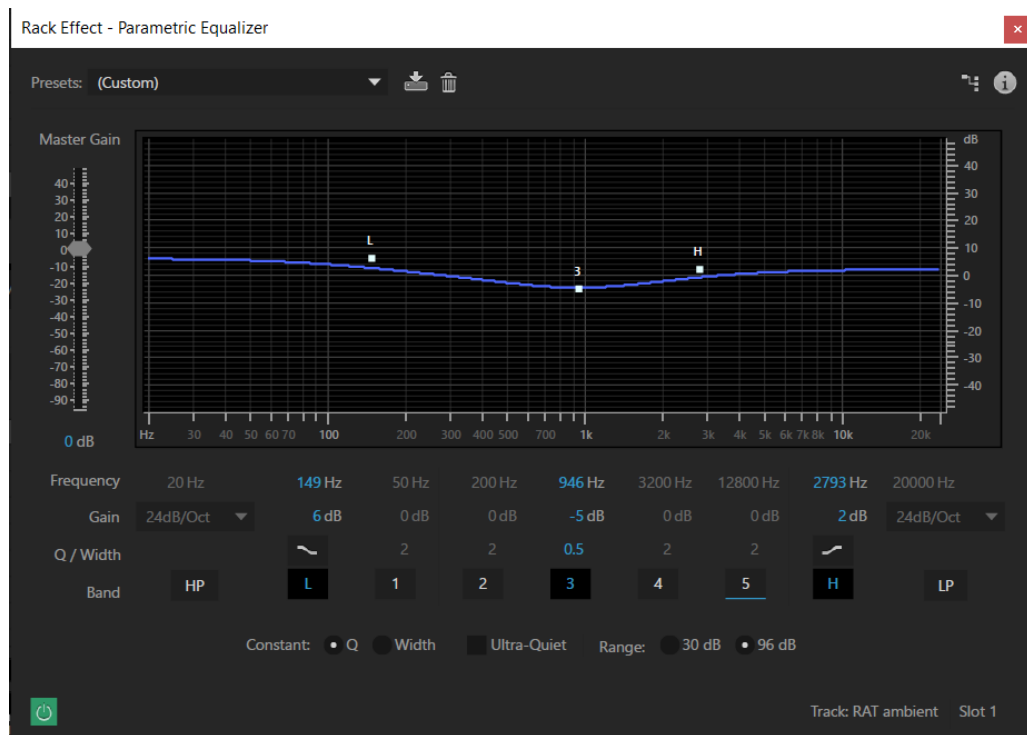 Rack Effect - Parametric Equalizer
Presets: (Custom)
Master Gain
dB
40
30
20
10
0
-10
-20
-30
-40
-50
-60
-70
-80
-90
0 dB
L
3
H
40
30
20
10
0
-10
-20
-30
-40
Hz 30 40 50 60 70 100 200 300 400 500 700 1k 2k 3k 4k 5k 6k 7k 8k 10k 20k
Frequency 20 Hz 149 Hz 50 Hz 200 Hz 946 Hz 3200 Hz 12800 Hz 2793 Hz 20000 Hz
Gain 24dB/Oct 6 dB 0 dB 0 dB -5 dB 0 dB 0 dB 2 dB 24dB/Oct
Q / Width 2 2 0.5 2 2
Band HP L 1 2 3 4 5 H LP
Constant: Q Width Ultra-Quiet Range: 30 dB 96 dB
Track: RAT ambient Slot 1